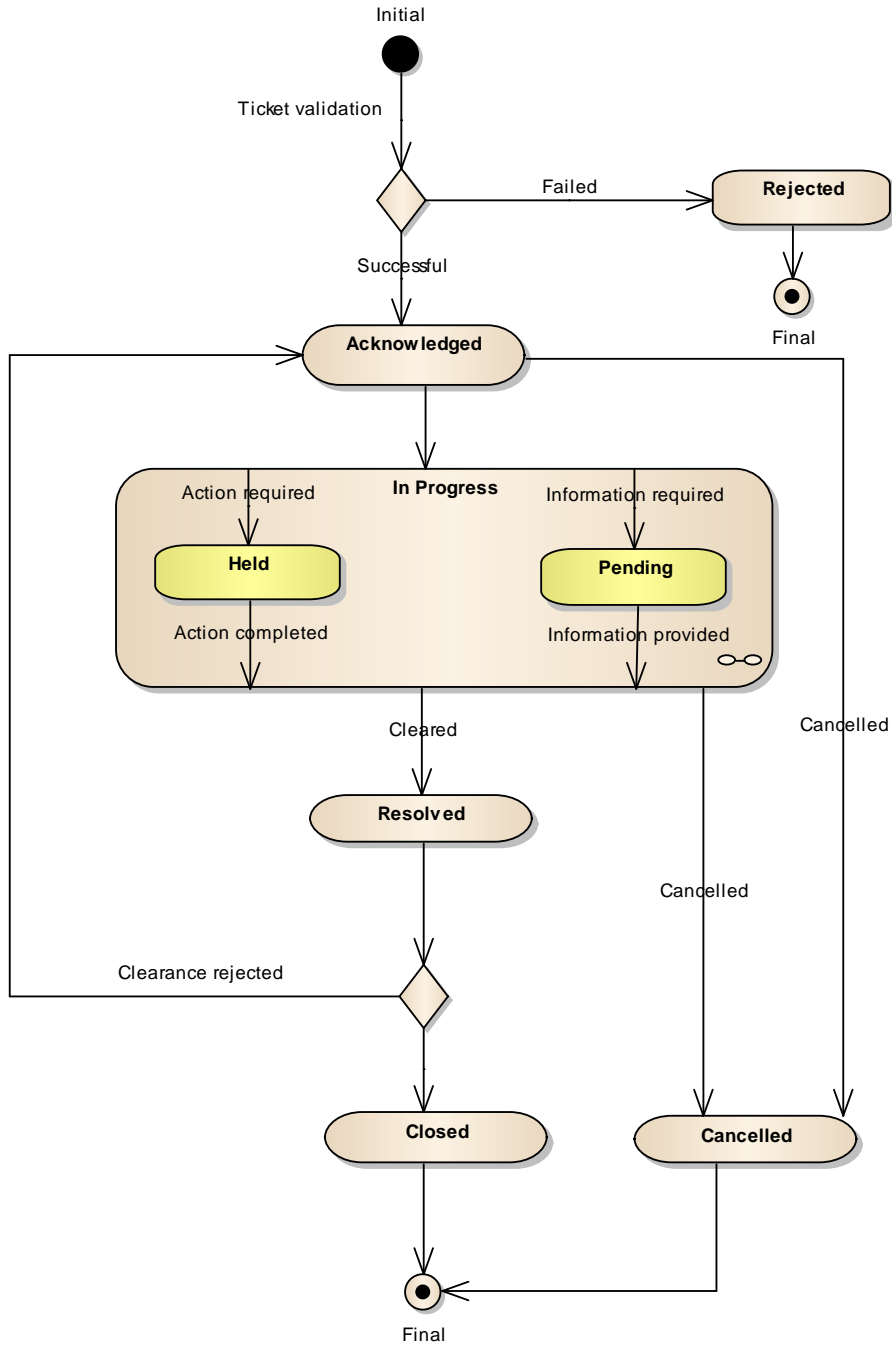 Initial
Ticket validation
Failed
Rejected
Successful
Final
Acknowledged
In Progress
Action required
Information required
Held
Pending
Action completed
Information provided
Cleared
Cancelled
Resolved
Cancelled
Clearance rejected
Closed
Cancelled
Final